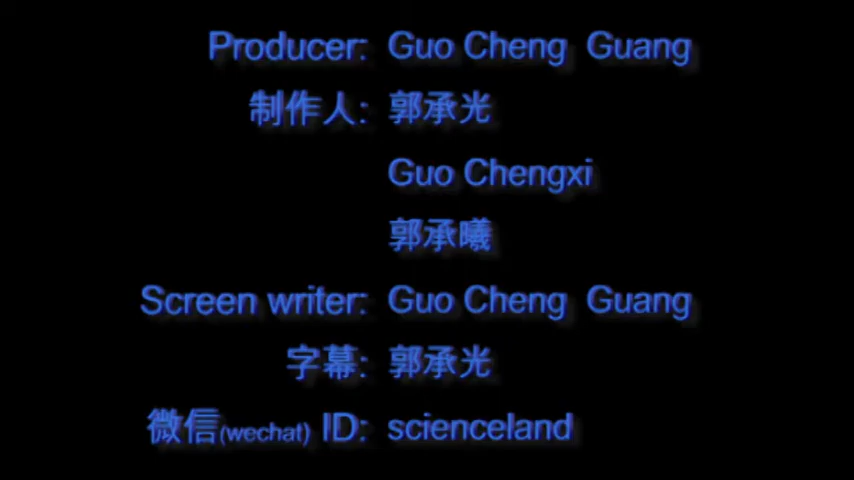 Producer: Guo Cheng Guang
制作人: 郭承光
Guo Chengxi
郭承曦
Screen writer: Guo Cheng Guang
字幕: 郭承光
微信(wechat) ID: scienceland